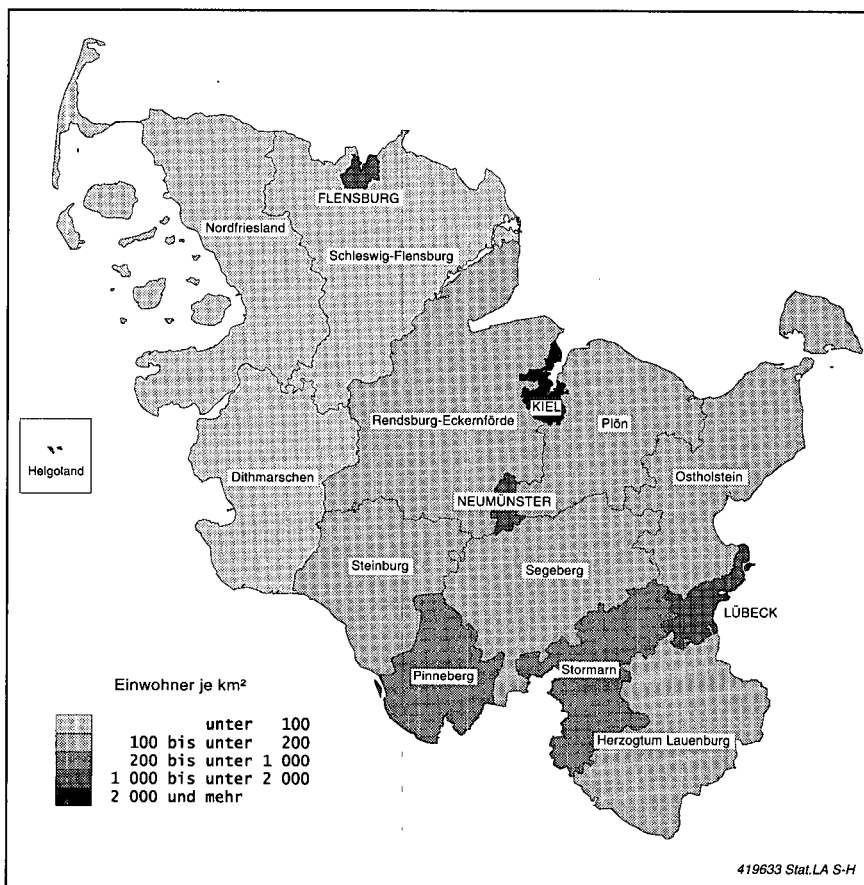 FLENSBURG
Nordfriesland
Schleswig-Flensburg
KIEL
Rendsburg-Eckernförde
Plön
Helgoland
Dithmarschen
Ostholstein
NEUMÜNSTER
Steinburg
Segeberg
LÜBECK
Pinneberg
Stormarn
Herzogtum Lauenburg
Einwohner je km²
unter 100
100 bis unter 200
200 bis unter 1 000
1 000 bis unter 2 000
2 000 und mehr
419633 Stat.LA S-H